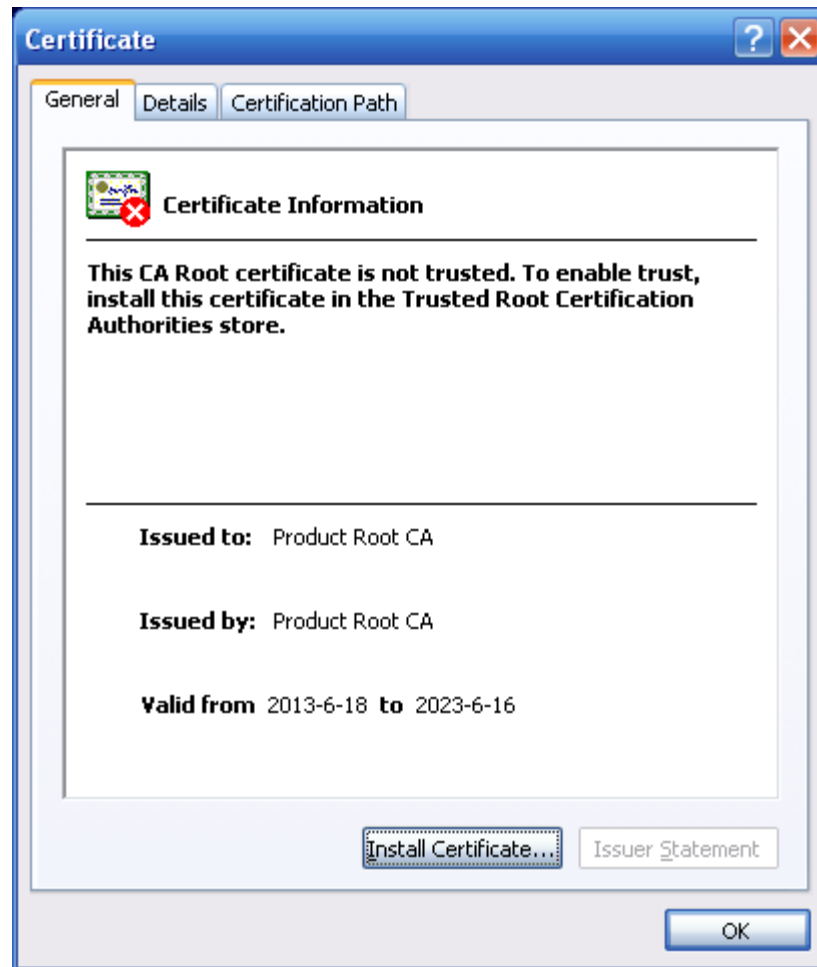 Certificate
General Details Certification Path
Certificate Information
This CA Root certificate is not trusted. To enable trust,
install this certificate in the Trusted Root Certification
Authorities store.
Issued to: Product Root CA
Issued by: Product Root CA
Valid from 2013-6-18 to 2023-6-16
Install Certificate... Issuer Statement
OK